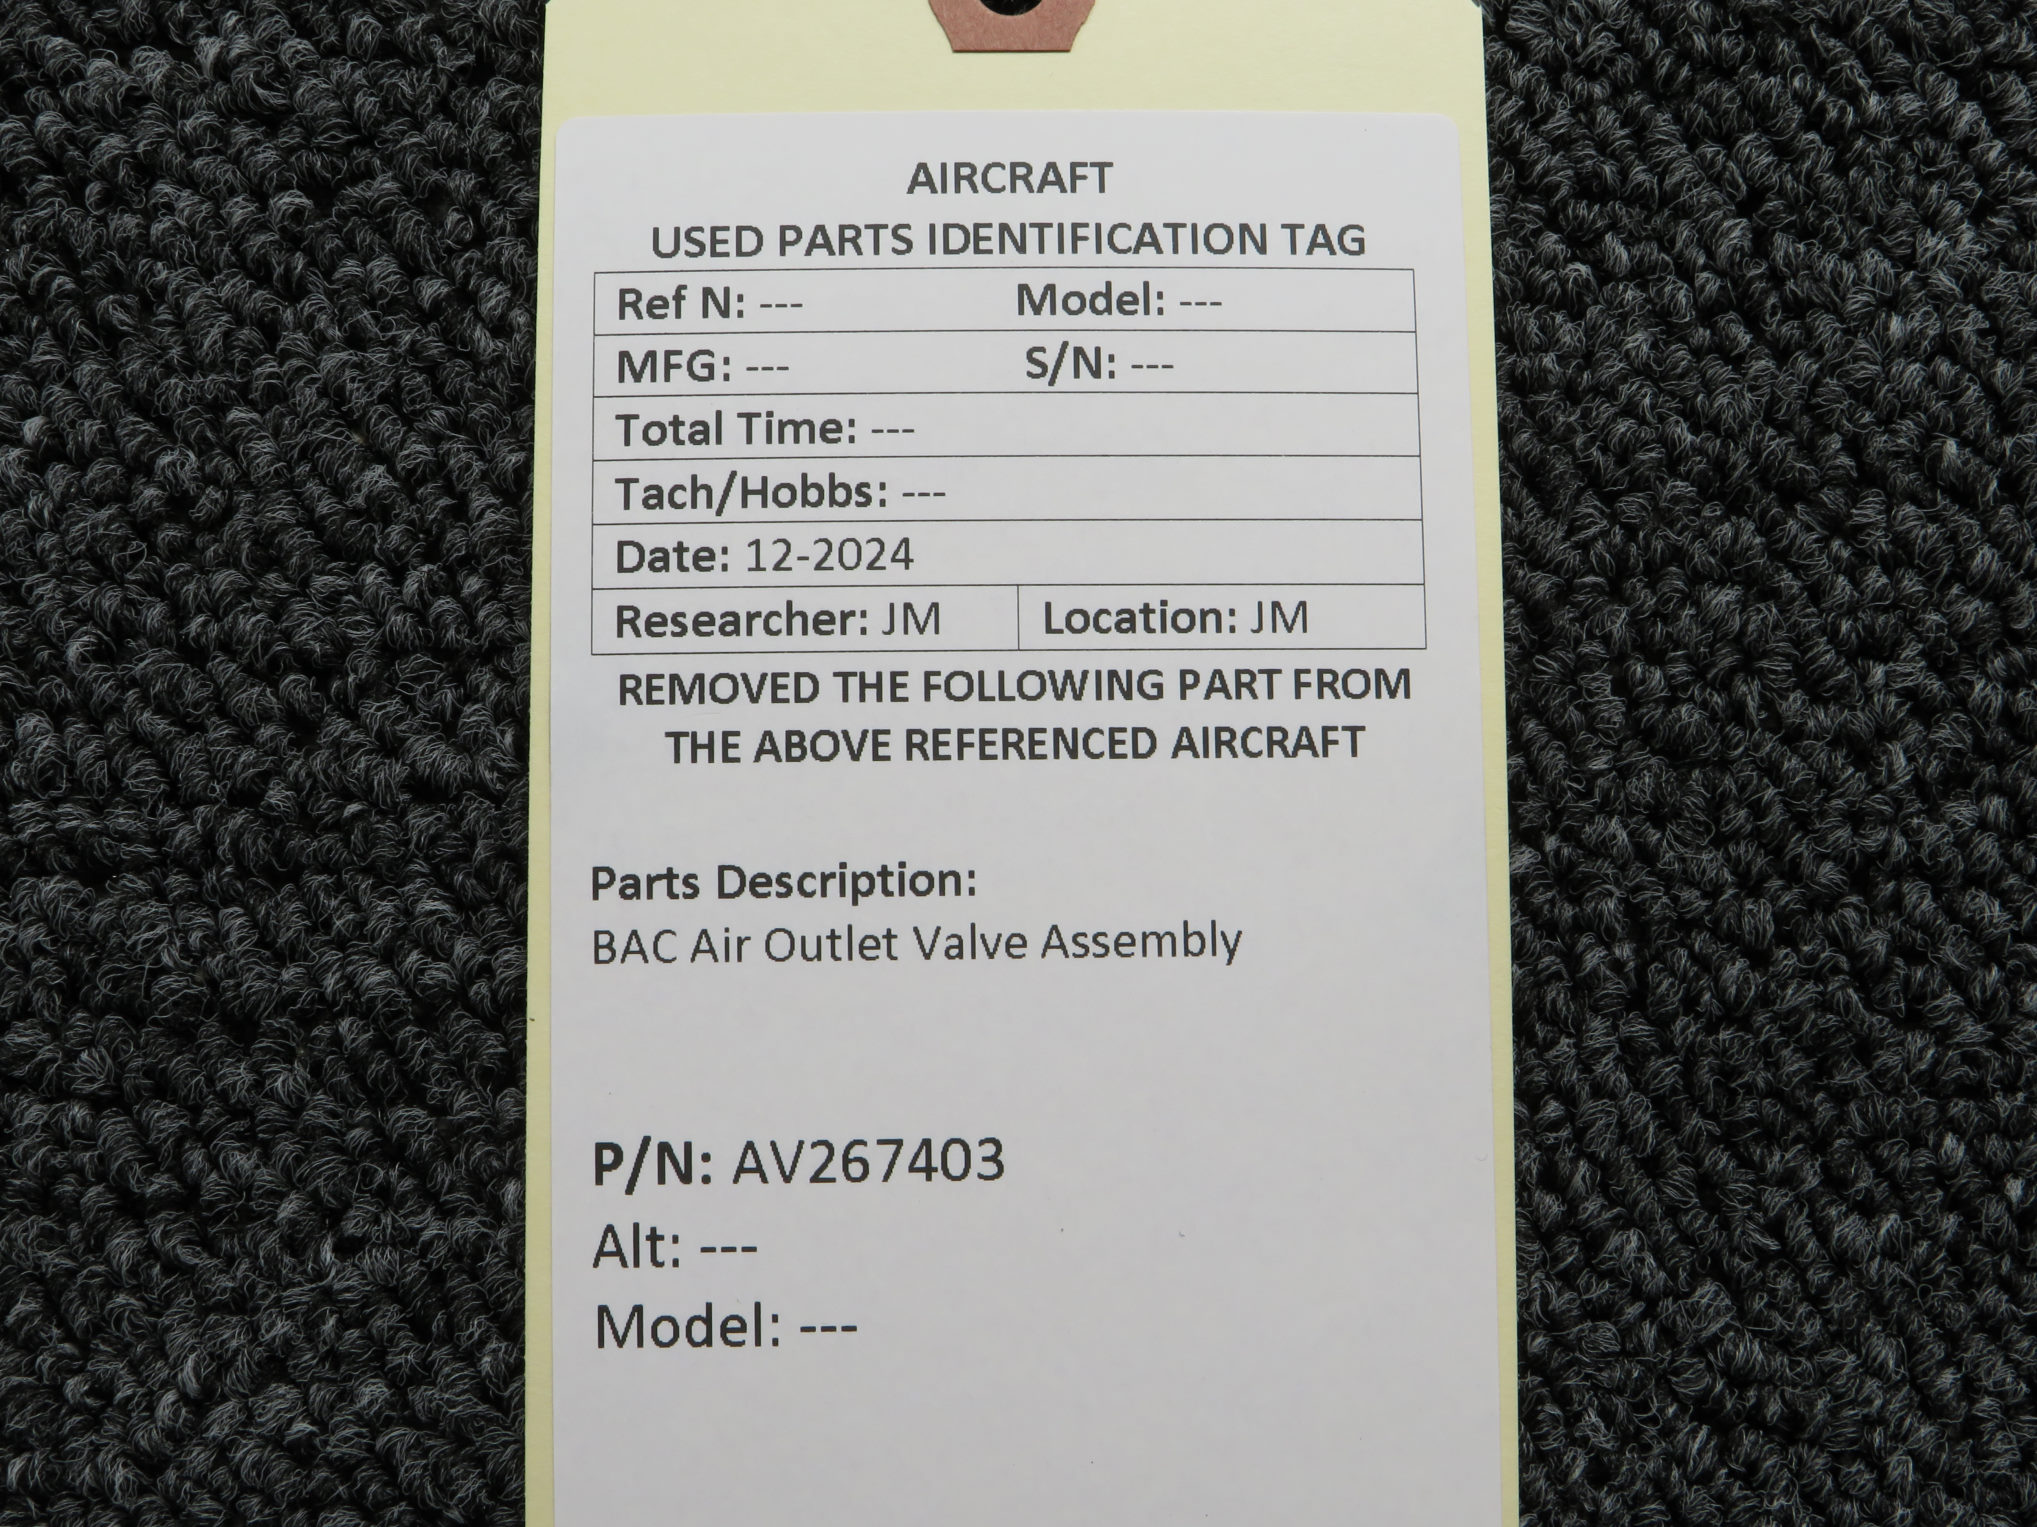 AIRCRAFT
USED PARTS IDENTIFICATION TAG
Ref N: --- Model: ---
MFG: --- S/N: ---
Total Time: ---
Tach/Hobbs: ---
Date: 12-2024
Researcher: JM Location: JM
REMOVED THE FOLLOWING PART FROM
THE ABOVE REFERENCED AIRCRAFT
Parts Description:
BAC Air Outlet Valve Assembly
P/N: AV267403
Alt: ---
Model: ---